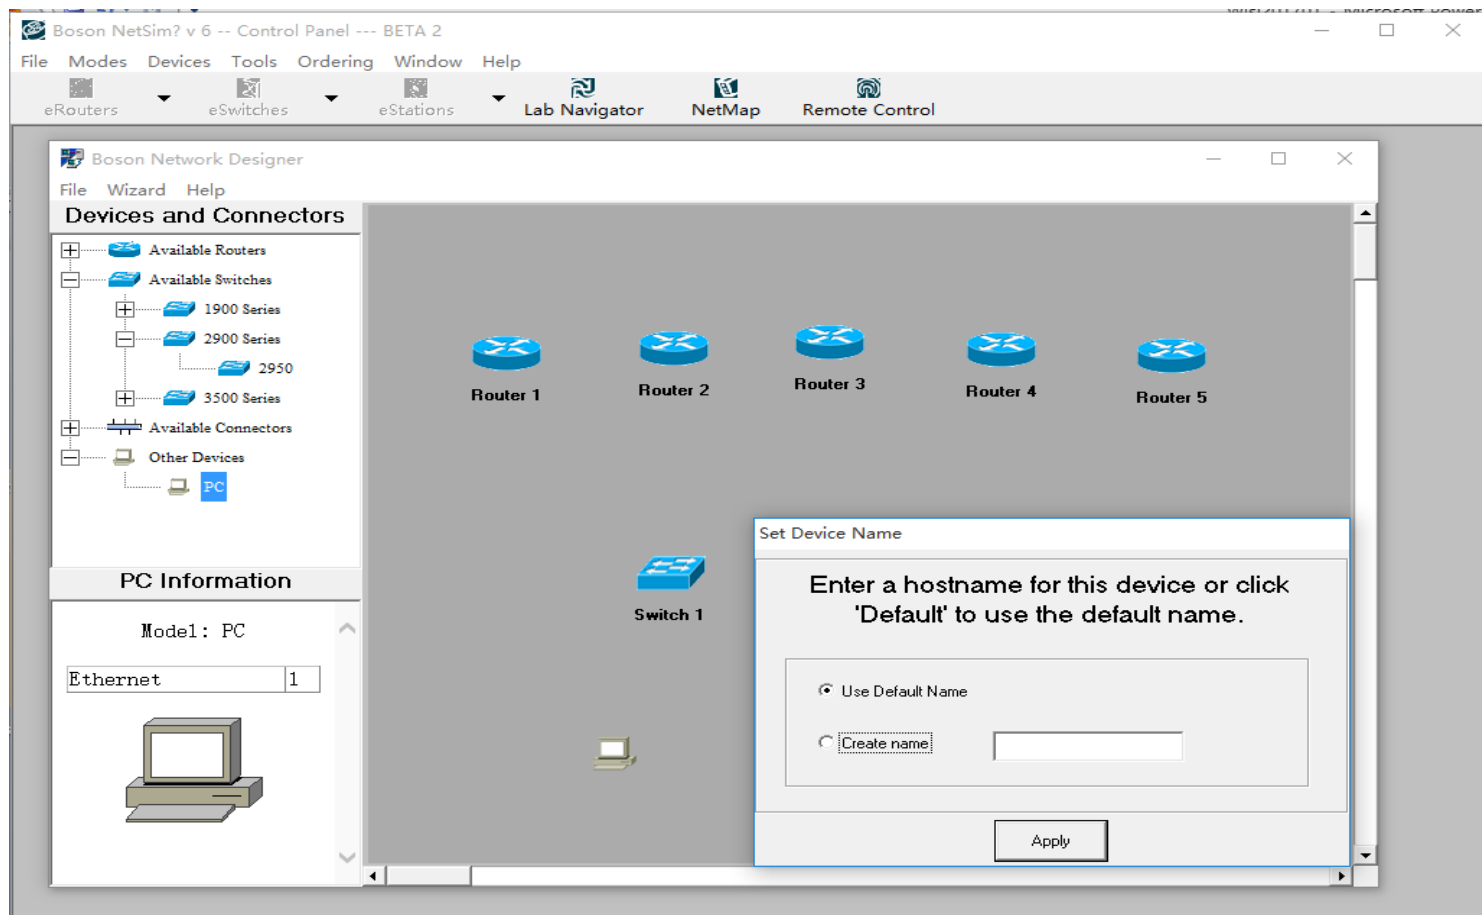 Boson NetSim? v 6 -- Control Panel --- BETA 2
File Modes Devices Tools Ordering Window Help
eRouters eSwitches eStations Lab Navigator NetMap Remote Control
Boson Network Designer
File Wizard Help
Devices and Connectors
Available Routers
Available Switches
1900 Series
2900 Series
2950
3500 Series
Available Connectors
Other Devices
PC
Router 1 Router 2 Router 3 Router 4 Router 5
Switch 1
PC Information
Model: PC
Ethernet 1
Set Device Name
Enter a hostname for this device or click
'Default' to use the default name.
Use Default Name
Create name
Apply